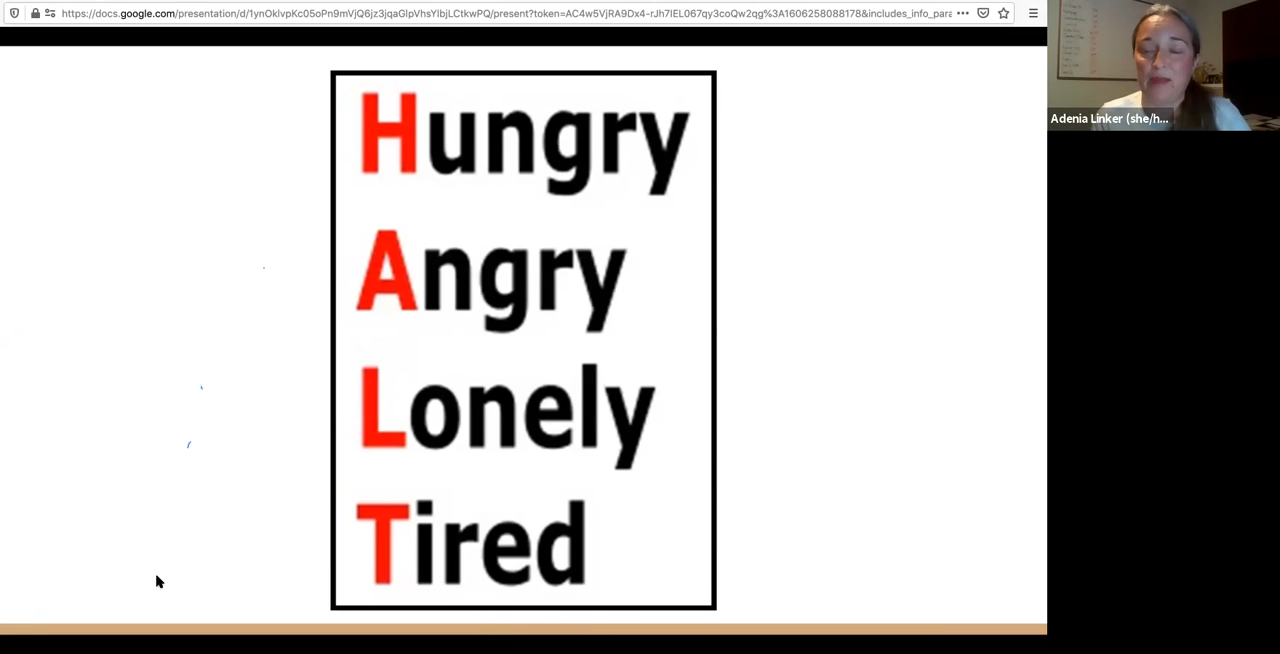 https://docs.google.com/presentation/d/1ynOklvpKc05oPn9mVjQ6jz3jqaGlpVhsYlbjLCtkwPQ/present?token=AC4w5VjRA9Dx4-rJh7lEL067qy3coQw2qg%3A1606258088178&includes_info_para
Adenia Linker (she/h...
Hungry
Angry
Lonely
Tired